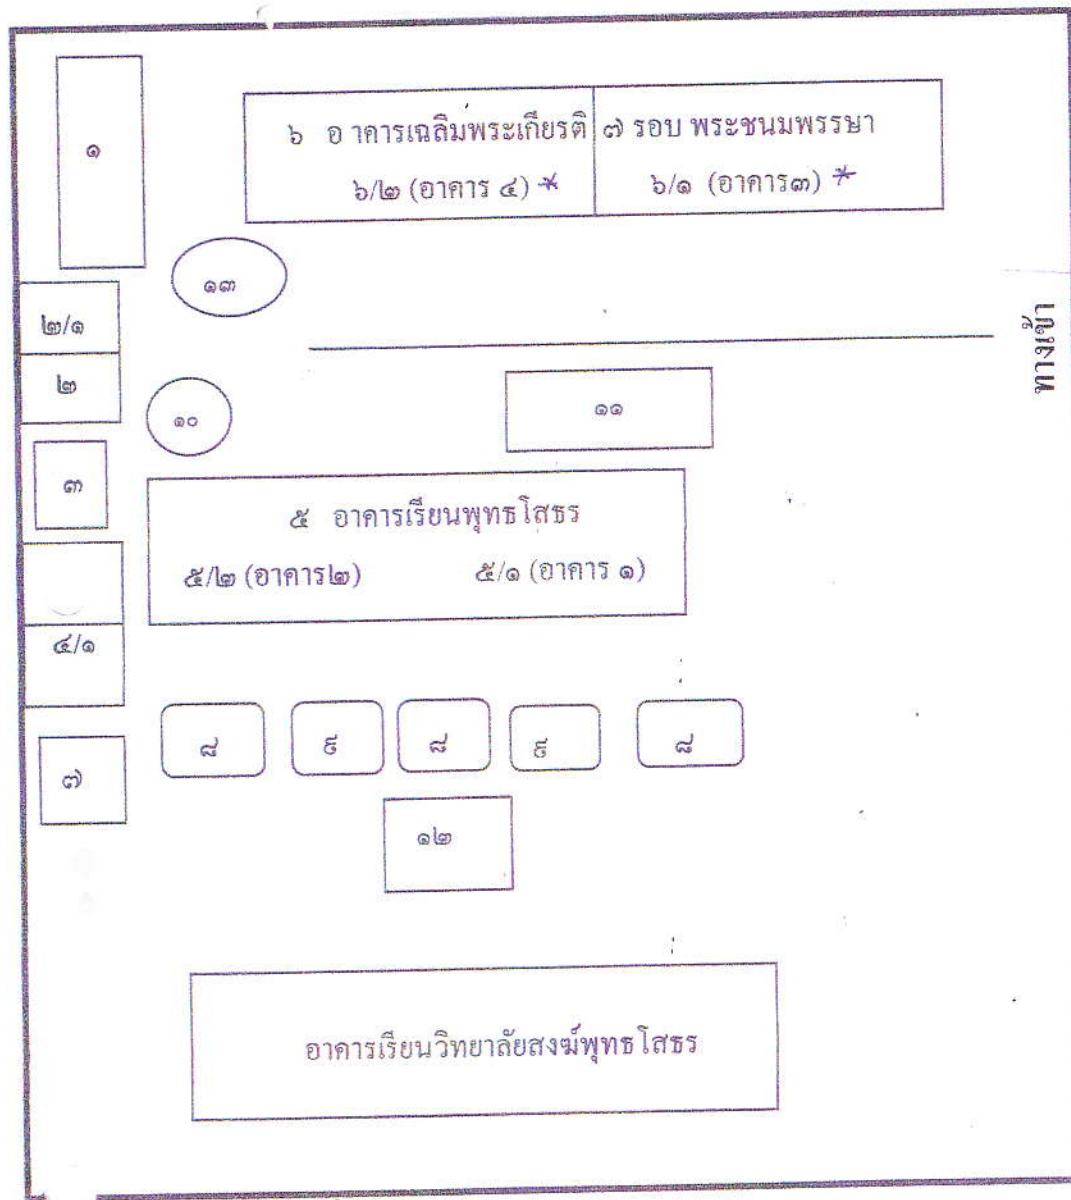 ๑
๖ อาคารเฉลิมพระเกียรติ ๗ รอบ พระชนมพรรษา
๖/๒ (อาคาร ๔) *
๖/๑ (อาคาร๓) *
๑๓
๒/๑
๒
ทางเข้า
๑๐
๑๑
๓
๕ อาคารเรียนพุทธโสธร
๕/๒ (อาคาร๒)
๕/๑ (อาคาร ๑)
๔/๑
๘
๙
๘
๙
๘
๗
๑๒
อาคารเรียนวิทยาลัยสงฆ์พุทธโสธร